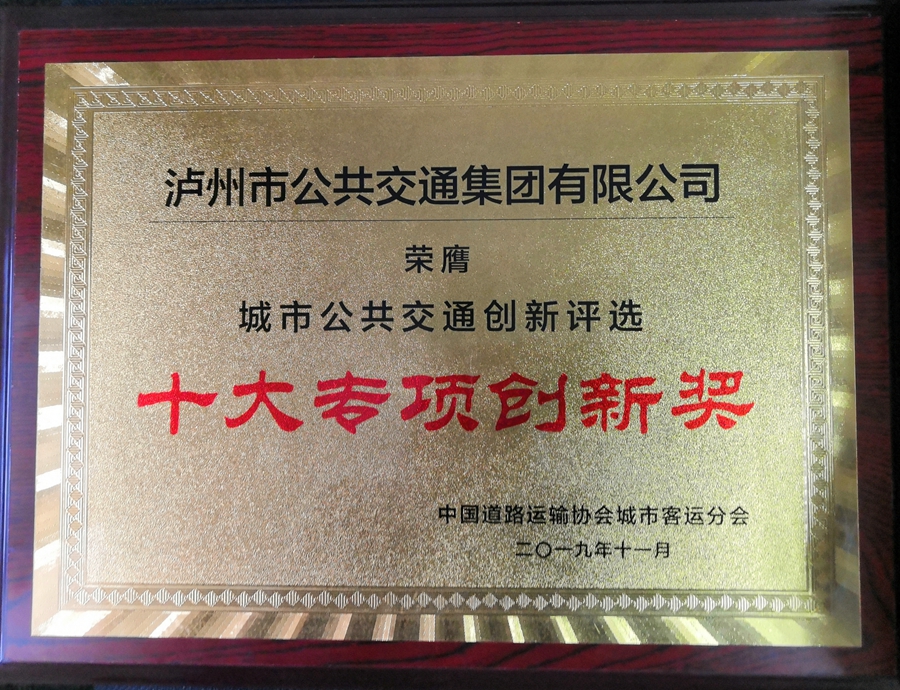 泸州市公共交通集团有限公司
荣膺
城市公共交通创新评选
十大专项创新奖
中国道路运输协会城市客运分会
二〇一九年十一月